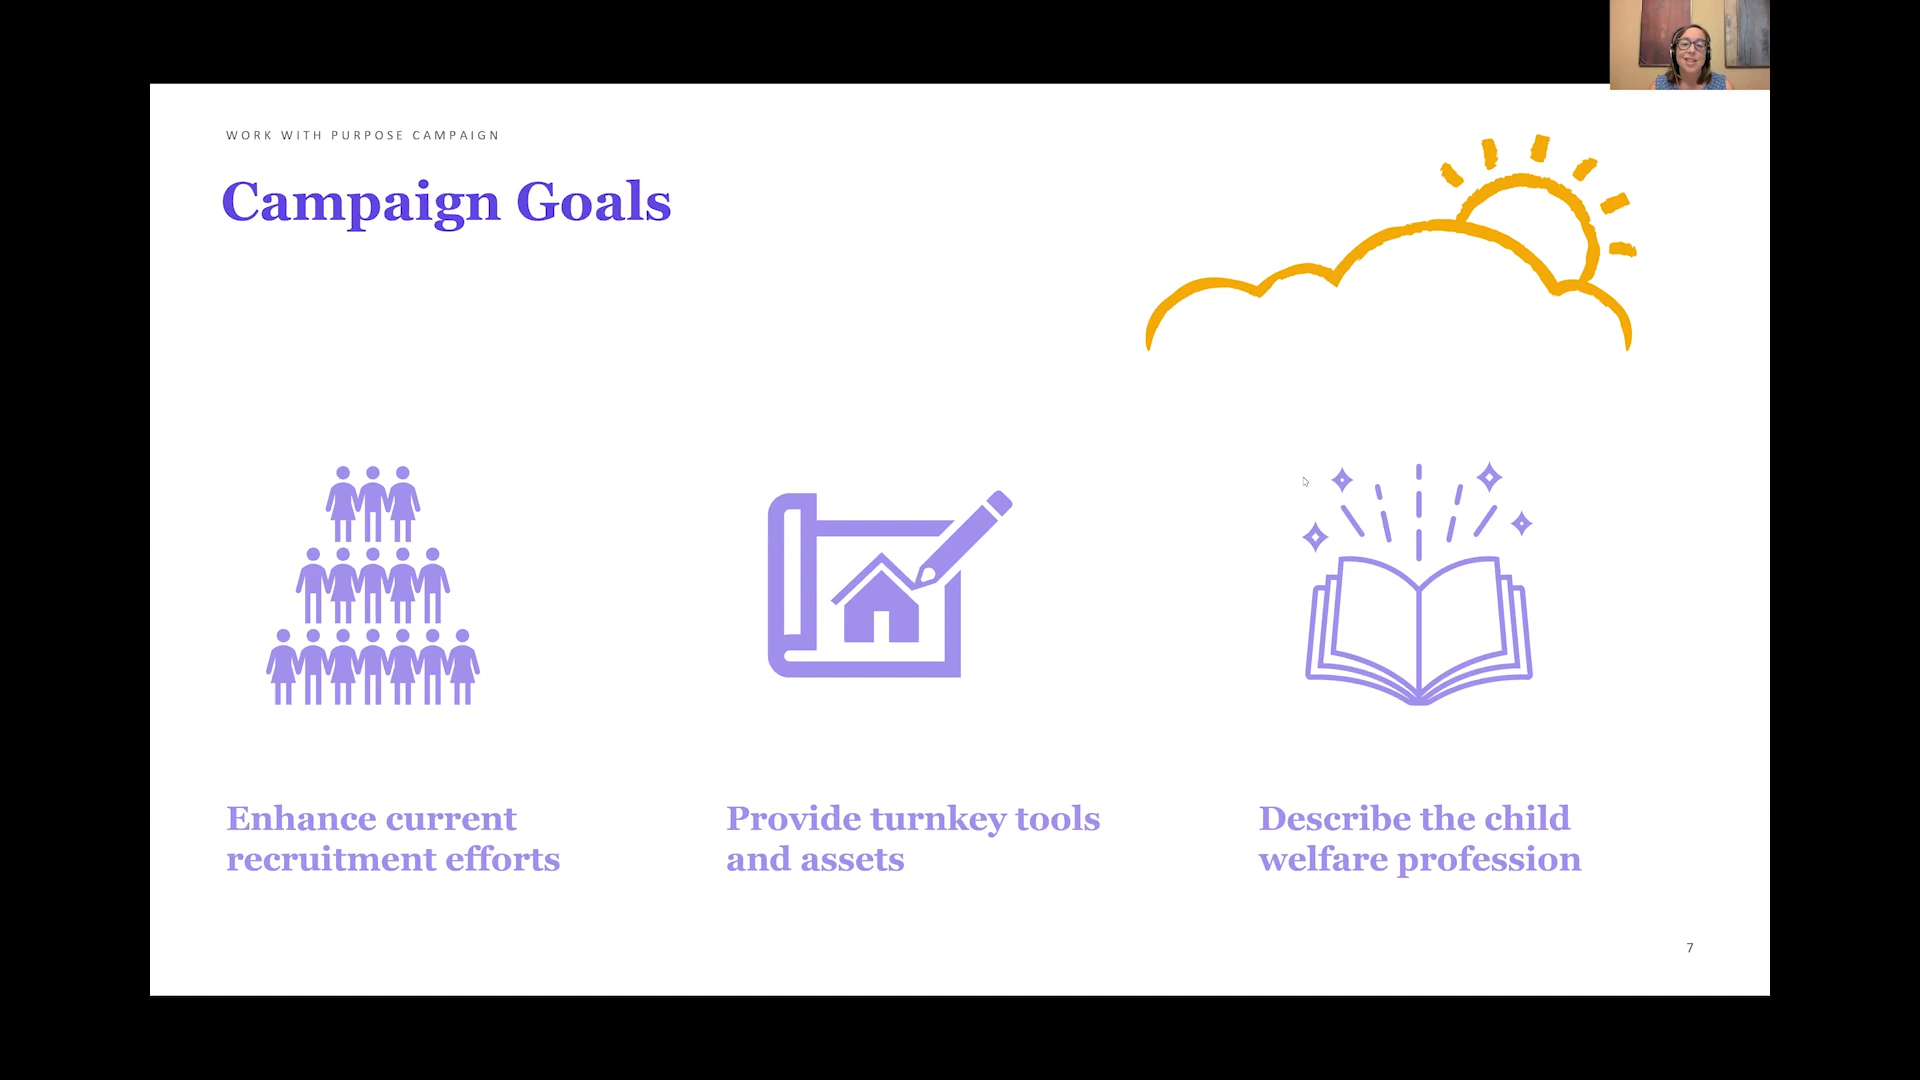 WORK WITH PURPOSE CAMPAIGN
Campaign Goals
Enhance current
recruitment efforts
Provide turnkey tools
and assets
Describe the child
welfare profession
7